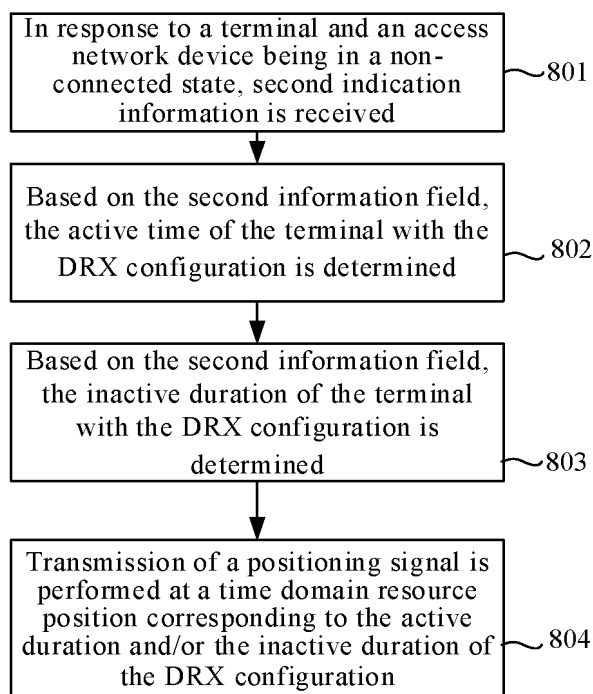 In response to a terminal and an access
network device being in a non-
connected state, second indication
information is received
801
Based on the second information field,
the active time of the terminal with the
DRX configuration is determined
802
Based on the second information field,
the inactive duration of the terminal
with the DRX configuration is
determined
803
Transmission of a positioning signal is
performed at a time domain resource
position corresponding to the active
duration and/or the inactive duration of
the DRX configuration
804